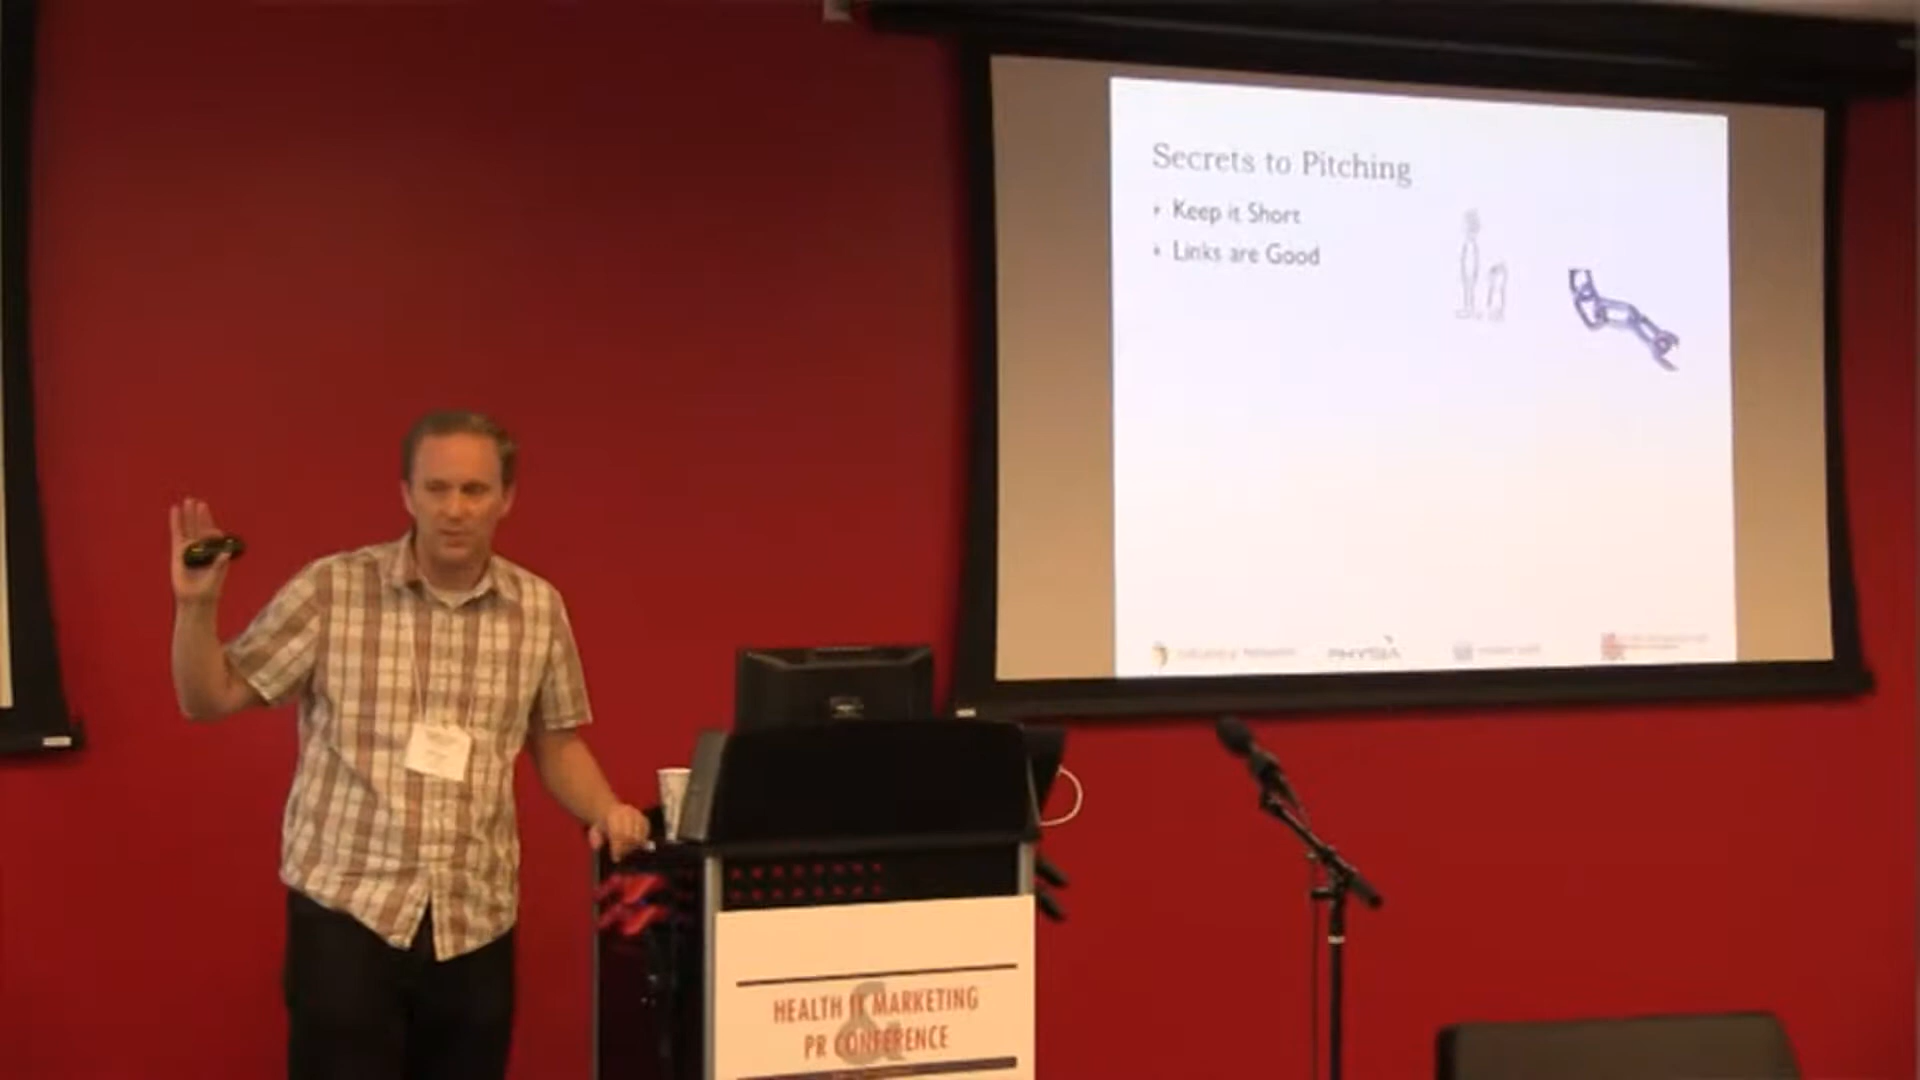 Secrets to Pitching
Keep it Short
Links are Good
PHYSIA
HEALTH IT MARKETING
&
PR CONFERENCE